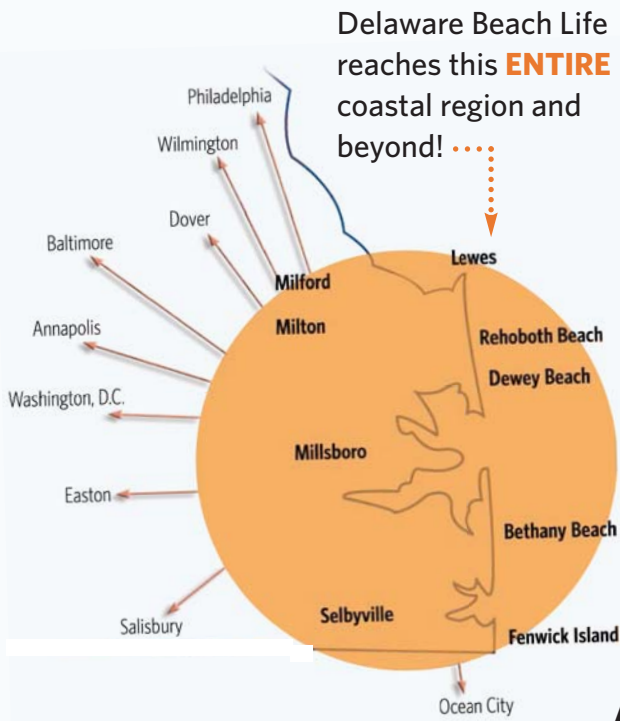 Delaware Beach Life
reaches this ENTIRE
coastal region and
beyond!
Philadelphia
Wilmington
Dover
Baltimore
Annapolis
Washington, D.C.
Easton
Salisbury
Lewes
Milford
Milton
Rehoboth Beach
Dewey Beach
Millsboro
Bethany Beach
Selbyville
Fenwick Island
Ocean City